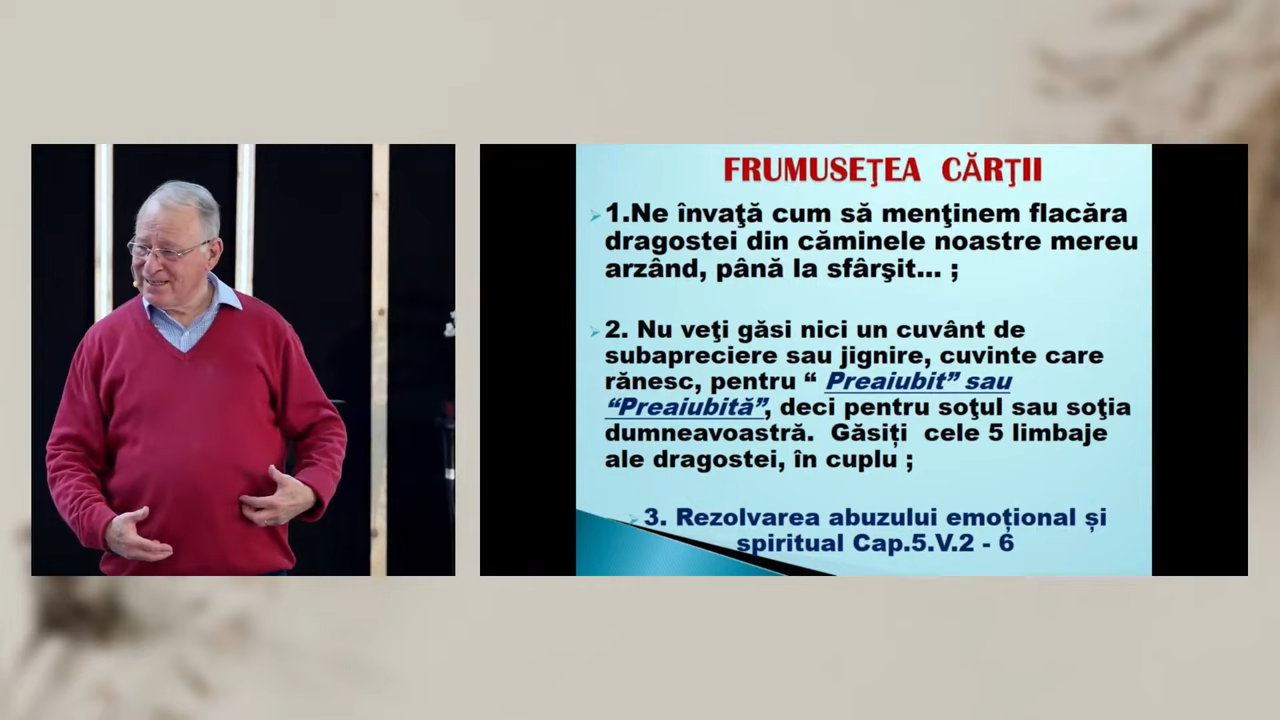 FRUMUSEŢEA CĂRŢII
1.Ne învaţă cum să menţinem flacăra
dragostei din căminele noastre mereu
arzând, până la sfârşit... ;
2. Nu veţi găsi nici un cuvânt de
subapreciere sau jignire, cuvinte care
rănesc, pentru “ Preaiubit” sau
“Preaiubită”, deci pentru soţul sau soţia
dumneavoastră. Găsiți cele 5 limbaje
ale dragostei, în cuplu ;
3. Rezolvarea abuzului emoțional și
spiritual Cap.5.V.2 - 6